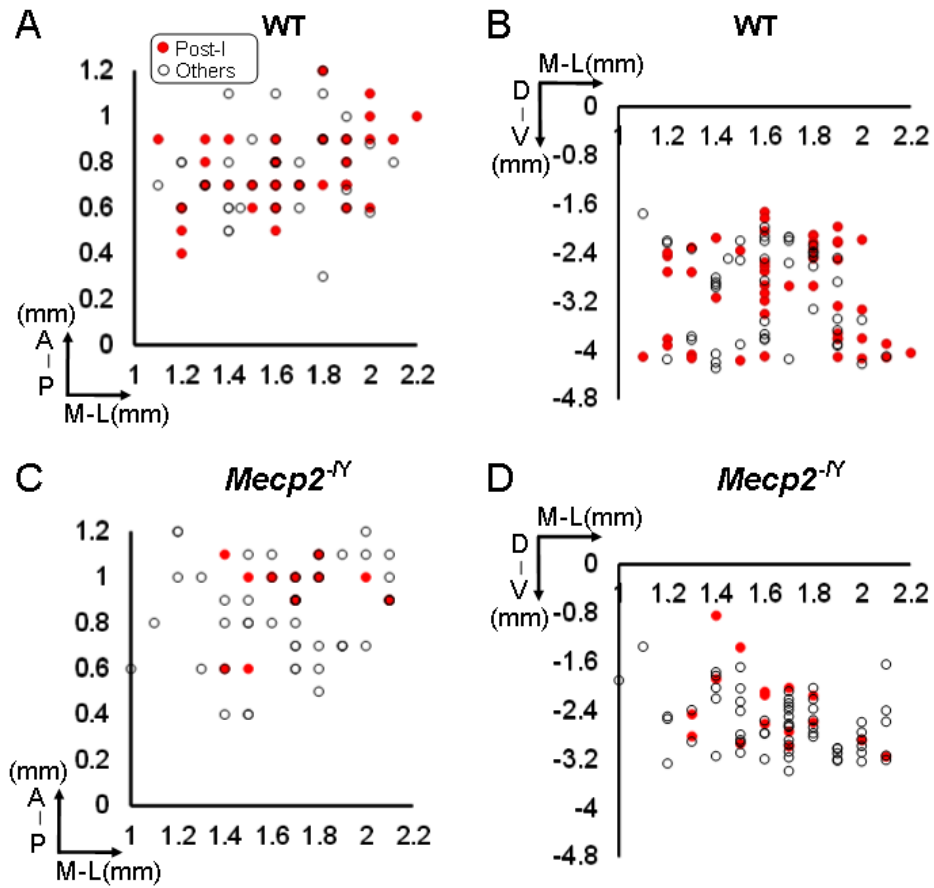 A
WT
Post-I
Others
1.2
1
0.8
0.6
0.4
0.2
0
1 1.2 1.4 1.6 1.8 2 2.2
(mm)
A
–
P
M-L(mm)
B
WT
M-L(mm)
D
–
V
(mm)
0
1 1.2 1.4 1.6 1.8 2 2.2
-0.8
-1.6
-2.4
-3.2
-4
-4.8
C
Mecp2-/Y
1.2
1
0.8
0.6
0.4
0.2
0
1 1.2 1.4 1.6 1.8 2 2.2
(mm)
A
–
P
M-L(mm)
D
Mecp2-/Y
M-L(mm)
D
–
V
(mm)
0
1 1.2 1.4 1.6 1.8 2 2.2
-0.8
-1.6
-2.4
-3.2
-4
-4.8